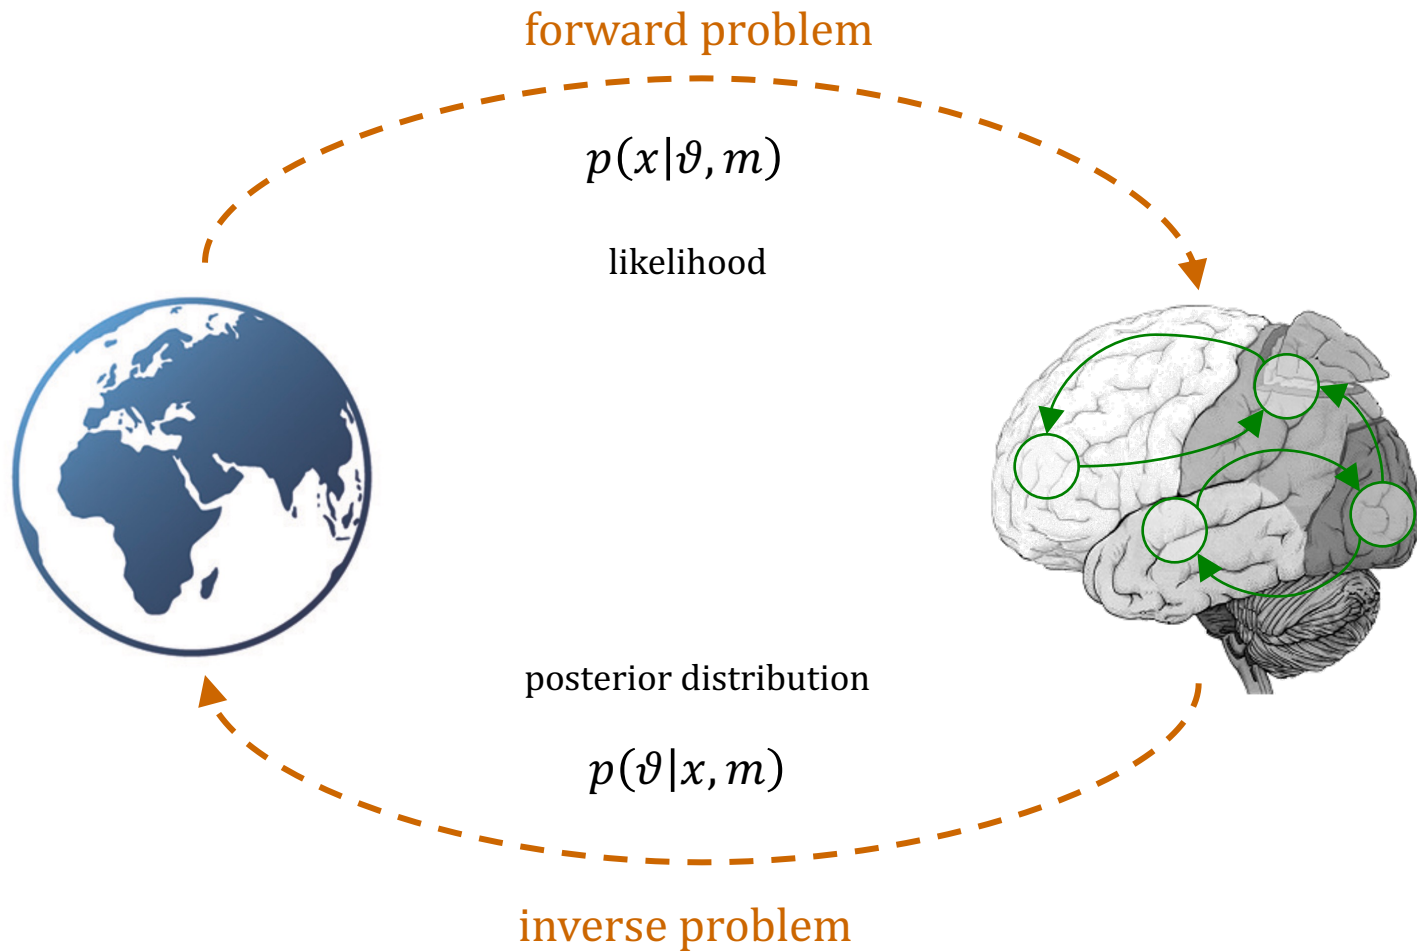 forward problem
p(x|ϑ, m)
likelihood
posterior distribution
p(ϑ|x, m)
inverse problem